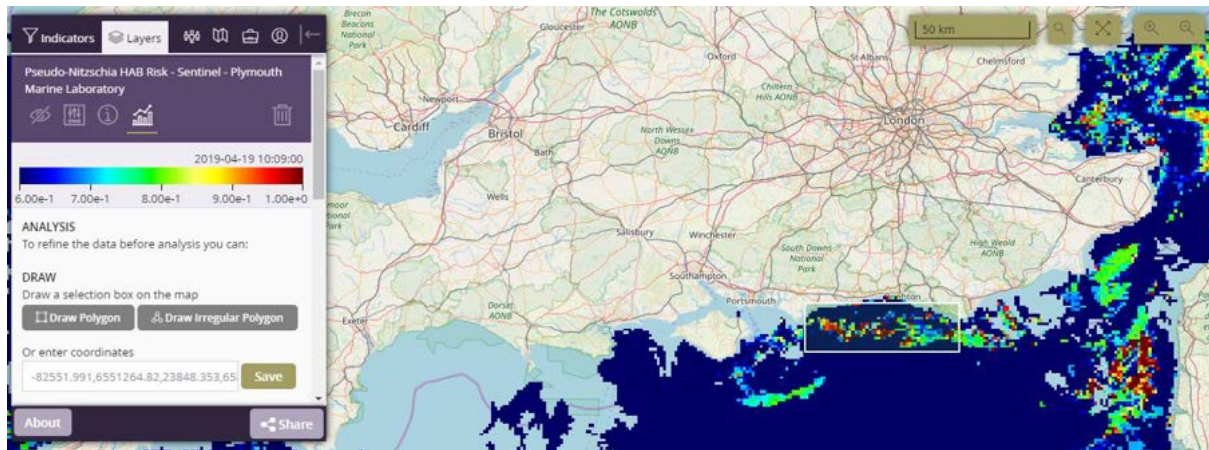 Indicators
Layers
Pseudo-Nitzschia HAB Risk - Sentinel - Plymouth
Marine Laboratory
2019-04-19 10:09:00
6.00e-1 7.00e-1 8.00e-1 9.00e-1 1.00e+0
ANALYSIS
To refine the data before analysis you can:
DRAW
Draw a selection box on the map
Draw Polygon
Draw Irregular Polygon
Or enter coordinates
-82551.991,6551264.82,23848.353,65
Save
About
Share
50 km
Brecon
Beacons
National
Park
Gloucester
The Cotswolds
AONB
Oxford
Chiltern
Hills AONB
St Albans
Chelmsford
Newport
Cardiff
Bristol
Bath
North Wessex
Downs
AONB
London
Canterbury
Wells
Salisbury
Winchester
South Downs
National
Park
High Weald
AONB
Southampton
Portsmouth
Dorset
AONB
Exeter